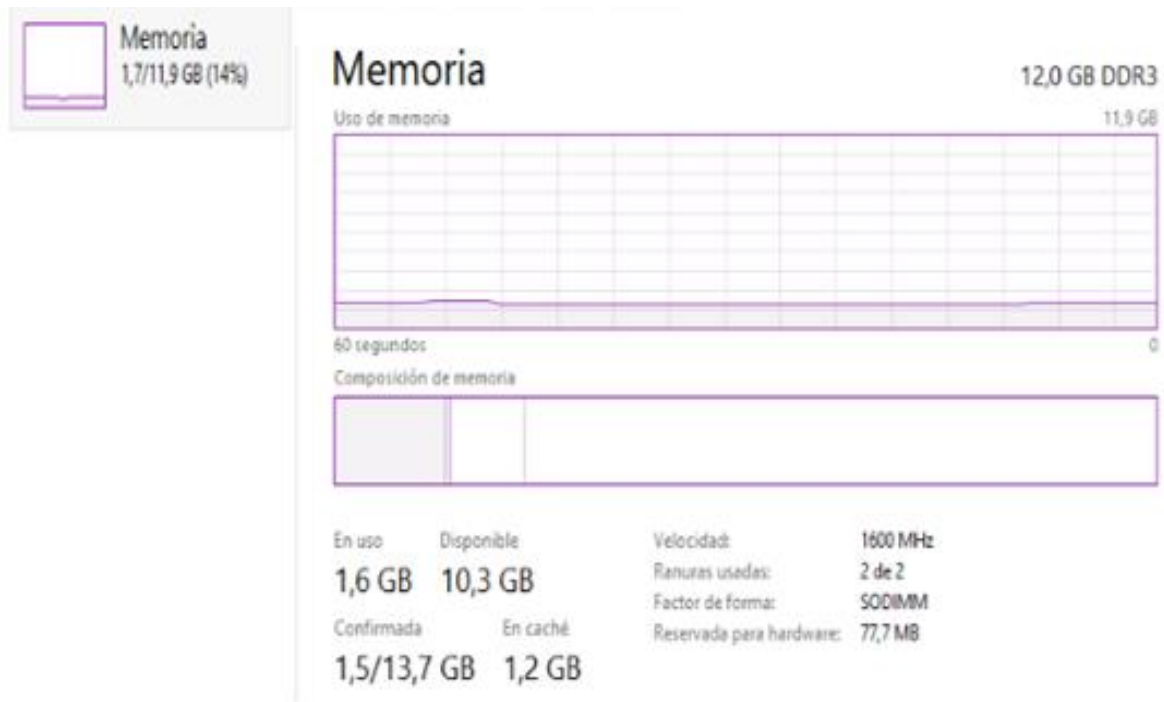 Memoria
1,7/11,9 GB (14%)
Memoria
12,0 GB DDR3
Uso de memoria
11,9 GB
60 segundos
0
Composición de memoria
En uso
Disponible
1,6 GB
10,3 GB
Confirmada
En caché
1,5/13,7 GB
1,2 GB
Velocidad:
1600 MHz
Ranuras usadas:
2 de 2
Factor de forma:
SODIMM
Reservada para hardware:
77,7 MB